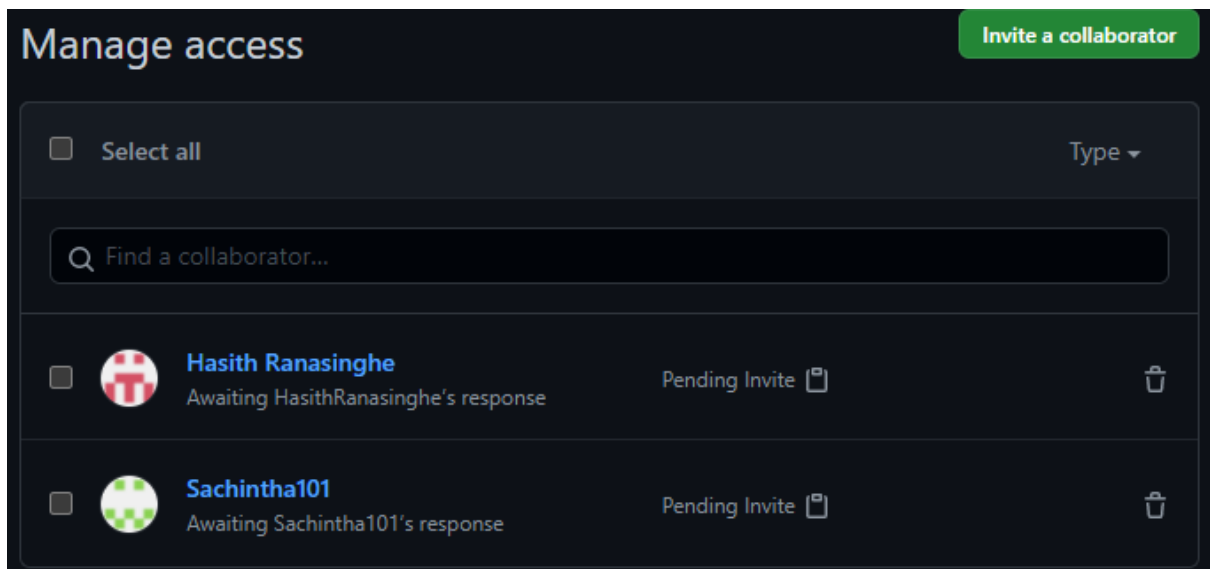 Manage access
Invite a collaborator
Select all
Type
Find a collaborator...
Hasith Ranasinghe
Awaiting HasithRanasinghe's response
Pending Invite
Sachintha101
Awaiting Sachintha101's response
Pending Invite